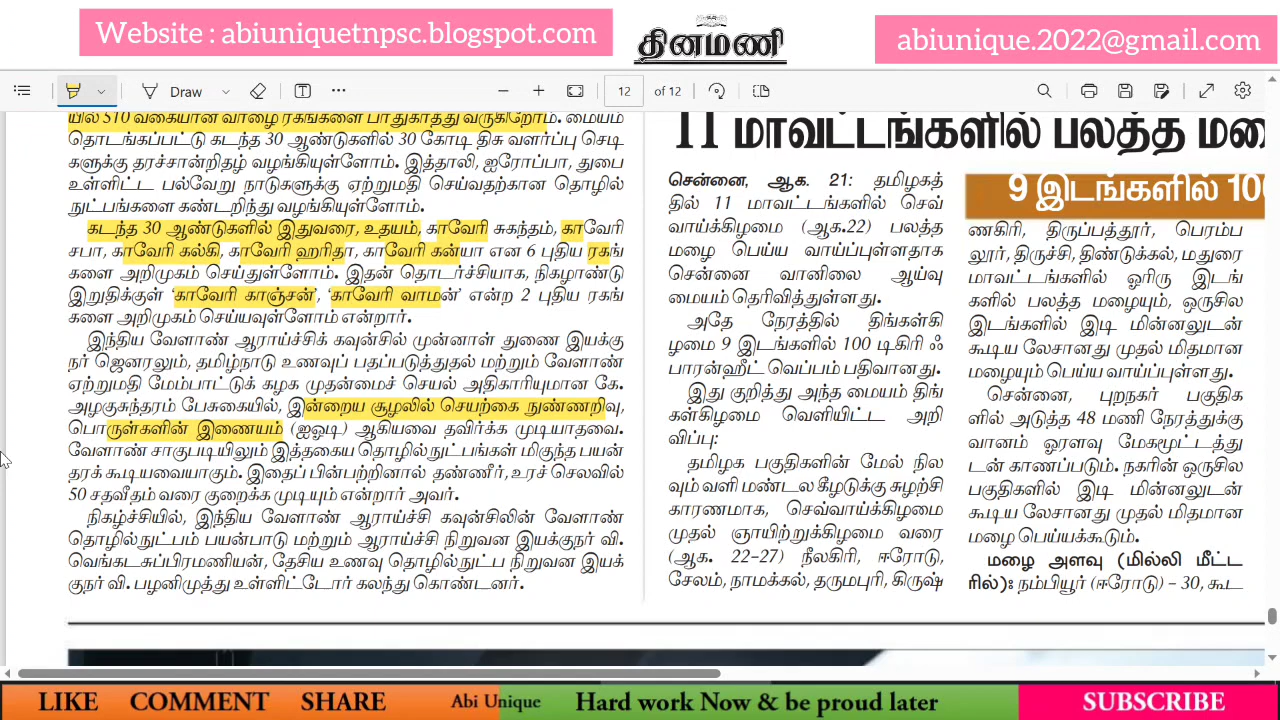 Website : abiuniquetnpsc.blogspot.com
தினமணி
abiunique.2022@gmail.com
Draw
12 of 12
யில் 510 வகையான வாழை ரகங்களை பாதுகாத்து வருகிறோம். மையம்
தொடங்கப்பட்டு கடந்த 30 ஆண்டுகளில் 30 கோடி திசு வளர்ப்பு செடி
களுக்கு தரச்சான்றிதழ் வழங்கியுள்ளோம். இத்தாலி, ஐரோப்பா, துபை
உள்ளிட்ட பல்வேறு நாடுகளுக்கு ஏற்றுமதி செய்வதற்கான தொழில்
நுட்பங்களை கண்டறிந்து வழங்கியுள்ளோம்.
கடந்த 30 ஆண்டுகளில் இதுவரை, உதயம், காவேரி சுகந்தம், காவேரி
சபா, காவேரி கல்கி, காவேரி ஹரிதா, காவேரி கன்யா என 6 புதிய ரகங்
களை அறிமுகம் செய்துள்ளோம். இதன் தொடர்ச்சியாக, நிகழாண்டு
இறுதிக்குள் ‘காவேரி காஞ்சன்’, ‘காவேரி வாமன்’ என்ற 2 புதிய ரகங்
களை அறிமுகம் செய்யவுள்ளோம் என்றார்.
இந்திய வேளாண் ஆராய்ச்சிக் கவுன்சில் முன்னாள் துணை இயக்கு
நர் ஜெனரலும், தமிழ்நாடு உணவுப் பதப்படுத்துதல் மற்றும் வேளாண்
ஏற்றுமதி மேம்பாட்டுக் கழக முதன்மைச் செயல் அதிகாரியுமான கே.
அழகுசுந்தரம் பேசுகையில், இன்றைய சூழலில் செயற்கை நுண்ணறிவு,
பொருள்களின் இணையம் (ஐஓடி) ஆகியவை தவிர்க்க முடியாதவை.
வேளாண் சாகுபடியிலும் இத்தகைய தொழில்நுட்பங்கள் மிகுந்த பயன்
தரக்கூடியவையாகும். இதைப் பின்பற்றினால் தண்ணீர், உரச் செலவில்
50 சதவீதம் வரை குறைக்க முடியும் என்றார் அவர்.
நிகழ்ச்சியில், இந்திய வேளாண் ஆராய்ச்சி கவுன்சிலின் வேளாண்
தொழில்நுட்பம் பயன்பாடு மற்றும் ஆராய்ச்சி நிறுவன இயக்குநர் வி.
வெங்கடசுப்பிரமணியன், தேசிய உணவு தொழில்நுட்ப நிறுவன இயக்
குநர் வி. பழனிமுத்து உள்ளிட்டோர் கலந்து கொண்டனர்.
11 மாவட்டங்களில் பலத்த மழை
சென்னை, ஆக. 21: தமிழகத்
தில் 11 மாவட்டங்களில் செவ்
வாய்க்கிழமை (ஆக.22) பலத்த
மழை பெய்ய வாய்ப்புள்ளதாக
சென்னை வானிலை ஆய்வு
மையம் தெரிவித்துள்ளது.
அதே நேரத்தில் திங்கள்கி
ழமை 9 இடங்களில் 100 டிகிரி ஃ
பாரன்ஹீட் வெப்பம் பதிவானது.
இது குறித்து அந்த மையம் திங்
கள்கிழமை வெளியிட்ட அறி
விப்பு:
தமிழக பகுதிகளின் மேல் நில
வும் வளி மண்டல கீழடுக்கு சுழற்சி
காரணமாக, செவ்வாய்க்கிழமை
முதல் ஞாயிற்றுக்கிழமை வரை
(ஆக. 22-27) நீலகிரி, ஈரோடு,
சேலம், நாமக்கல், தருமபுரி, கிருஷ்
9 இடங்களில் 100
ணகிரி, திருப்பத்தூர், பெரம்ப
லூர், திருச்சி, திண்டுக்கல், மதுரை
மாவட்டங்களில் ஓரிரு இடங்
களில் பலத்த மழையும், ஒருசில
இடங்களில் இடி மின்னலுடன்
கூடிய லேசானது முதல் மிதமான
மழையும் பெய்ய வாய்ப்புள்ளது.
சென்னை, புறநகர் பகுதிக
ளில் அடுத்த 48 மணி நேரத்துக்கு
வானம் ஓரளவு மேகமூட்டத்து
டன் காணப்படும். நகரின் ஒருசில
பகுதிகளில் இடி மின்னலுடன்
கூடிய லேசானது முதல் மிதமான
மழை பெய்யக்கூடும்.
மழை அளவு (மில்லி மீட்ட
ரில்): நம்பியூர் (ஈரோடு) – 30, கூட
LIKE COMMENT SHARE Abi Unique Hard work Now & be proud later SUBSCRIBE